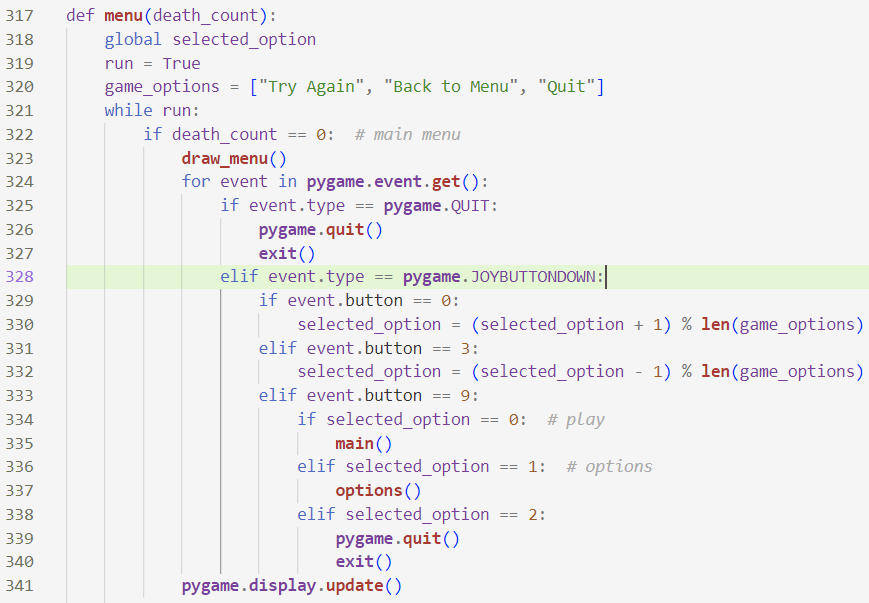 317 def menu(death_count):
318     global selected_option
319     run = True
320     game_options = ["Try Again", "Back to Menu", "Quit"]
321     while run:
322         if death_count == 0:  # main menu
323             draw_menu()
324             for event in pygame.event.get():
325                 if event.type == pygame.QUIT:
326                     pygame.quit()
327                     exit()
328                 elif event.type == pygame.JOYBUTTONDOWN:
329                     if event.button == 0:
330                         selected_option = (selected_option + 1) % len(game_options)
331                     elif event.button == 3:
332                         selected_option = (selected_option - 1) % len(game_options)
333                     elif event.button == 9:
334                         if selected_option == 0:  # play
335                             main()
336                         elif selected_option == 1:  # options
337                             options()
338                         elif selected_option == 2:
339                             pygame.quit()
340                             exit()
341             pygame.display.update()